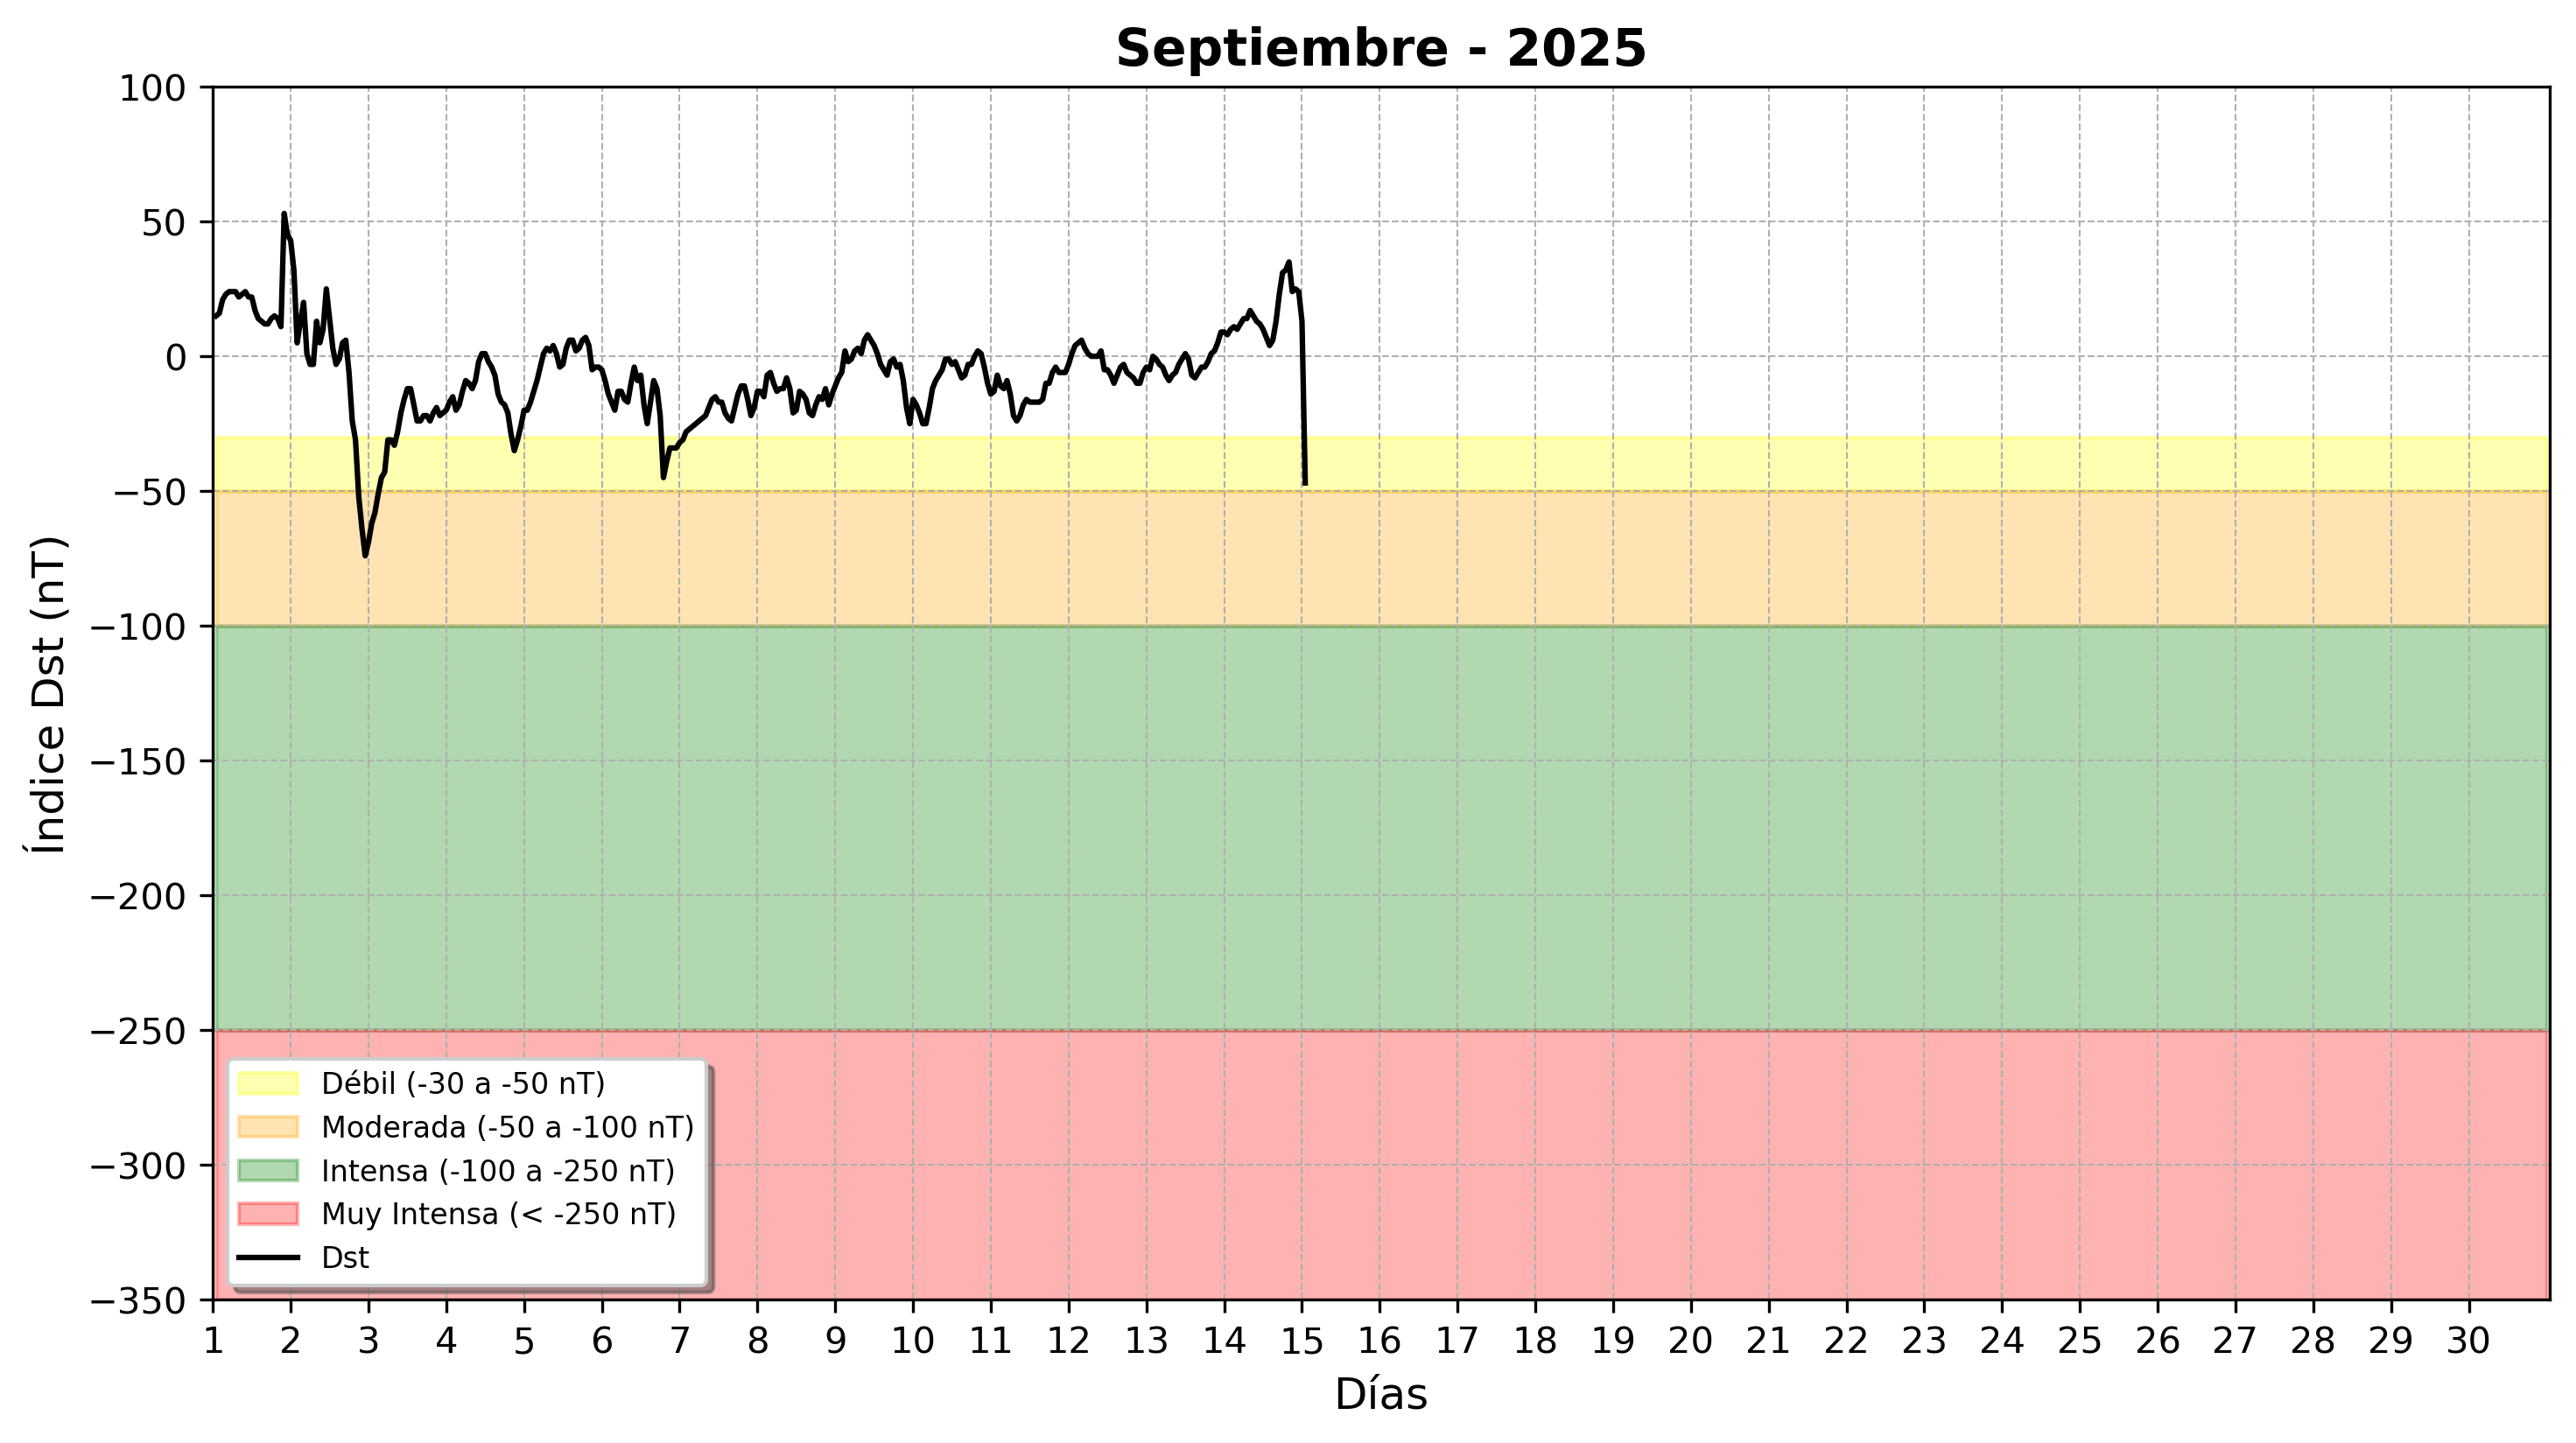 Septiembre - 2025
100
50
0
−50
−100
−150
−200
−250
−300
−350
Índice Dst (nT)
Débil (-30 a -50 nT)
Moderada (-50 a -100 nT)
Intensa (-100 a -250 nT)
Muy Intensa (< -250 nT)
Dst
1 2 3 4 5 6 7 8 9 10 11 12 13 14 15 16 17 18 19 20 21 22 23 24 25 26 27 28 29 30
Días